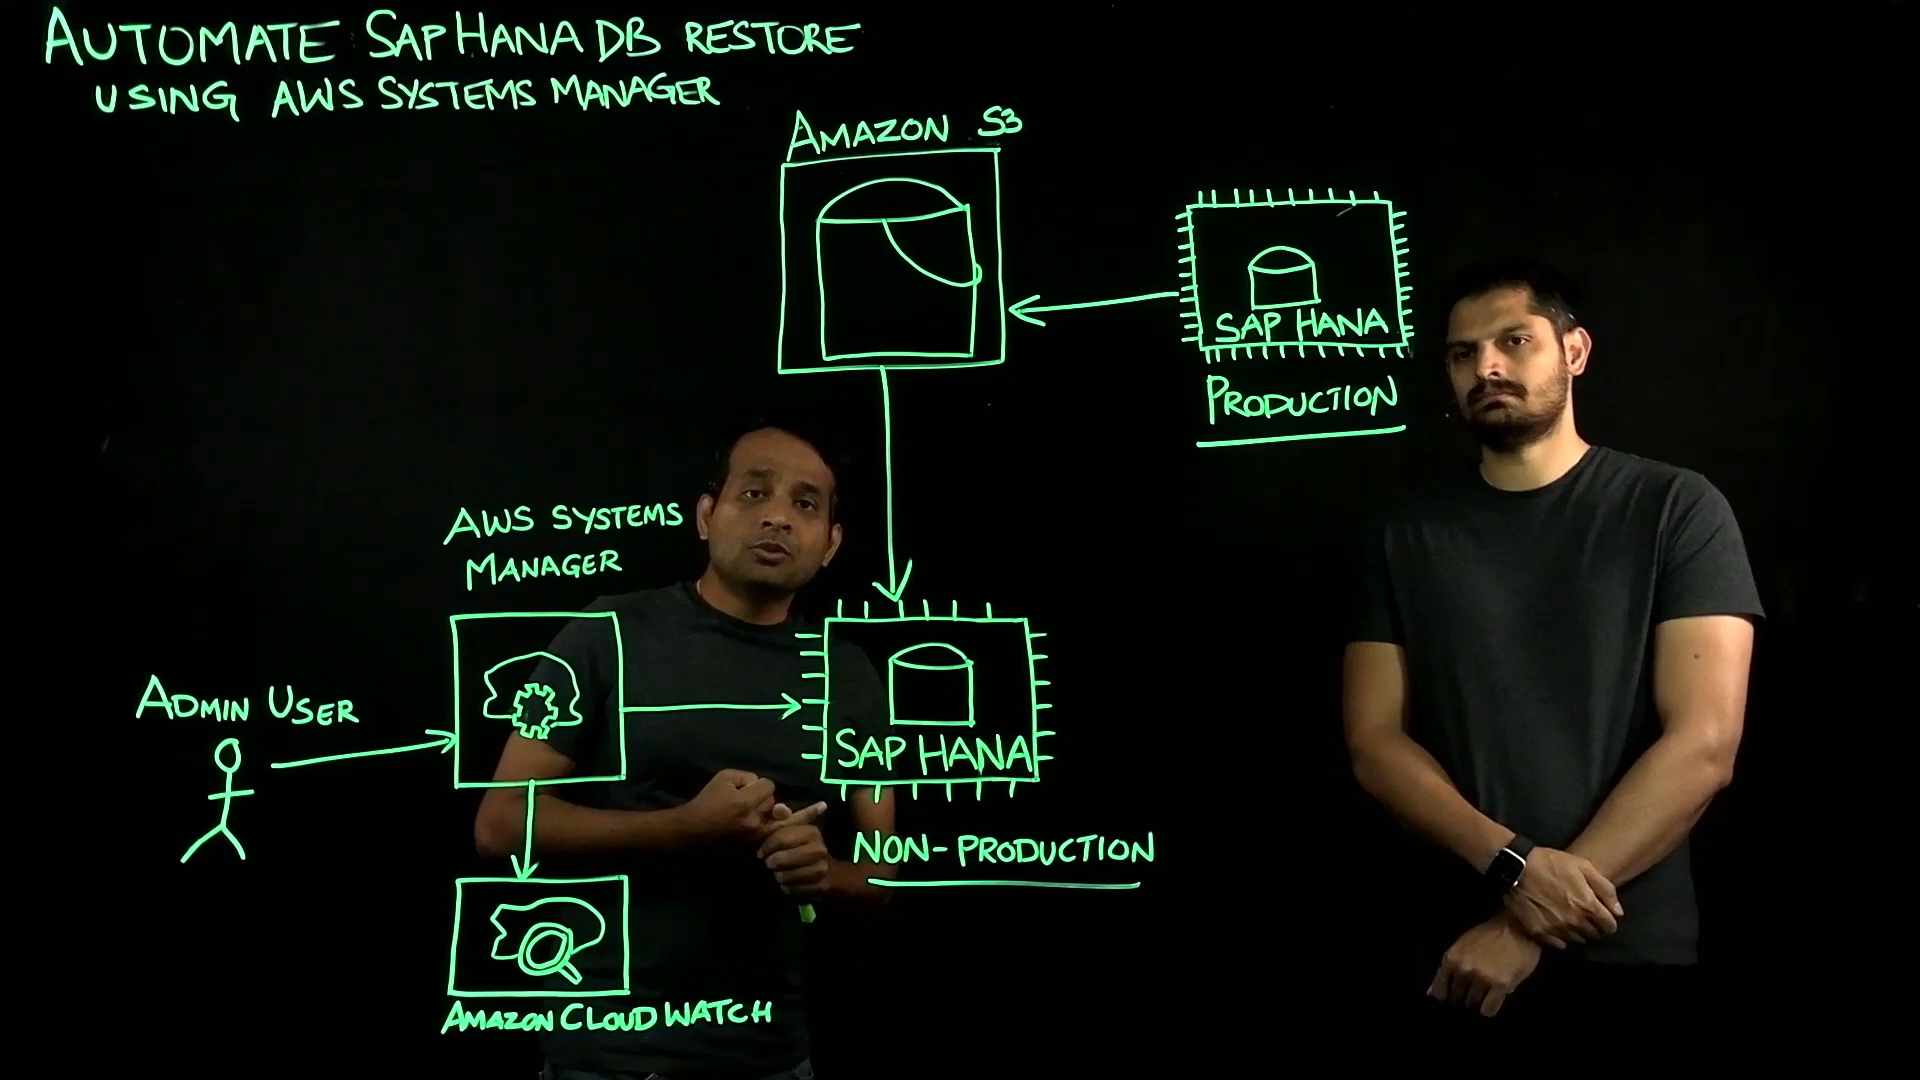 AUTOMATE SAP HANA DB RESTORE
USING AWS SYSTEMS MANAGER
AMAZON S3
SAP HANA
PRODUCTION
AWS SYSTEMS
MANAGER
ADMIN USER
SAP HANA
NON-PRODUCTION
AMAZON CLOUDWATCH